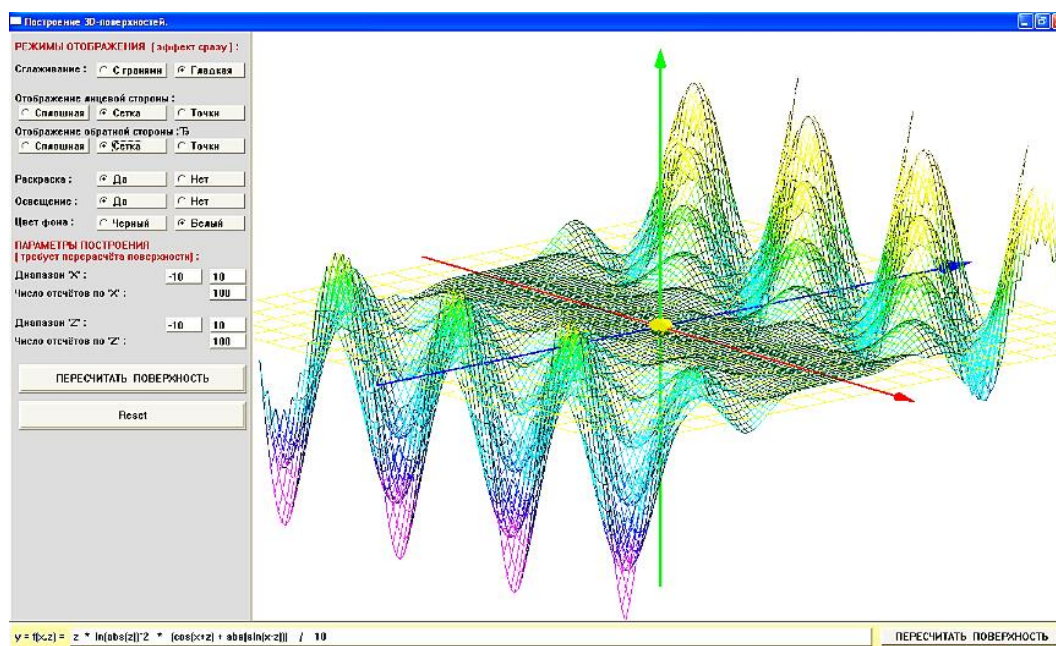 Построение 3D-поверхностей.
РЕЖИМЫ ОТОБРАЖЕНИЯ ( эффект сразу ) :
Сглаживание : С гранями Гладкая
Отображение лицевой стороны :
Сплошная Сетка Точки
Отображение обратной стороны :Ъ
Сплошная Сетка Точки
Раскраска : Да Нет
Освещение : Да Нет
Цвет фона : Черный Белый
ПАРАМЕТРЫ ПОСТРОЕНИЯ
( требует перерасчёта поверхности) :
Диапазон "X" : -10 10
Число отсчётов по "X" : 100
Диапазон "Z" : -10 10
Число отсчётов по "Z" : 100
ПЕРЕСЧИТАТЬ ПОВЕРХНОСТЬ
Reset
y = f(x,z) = z * ln(abs(z))^2 * (cos(x+z) + abs(sin(x-z))) / 10 ПЕРЕСЧИТАТЬ ПОВЕРХНОСТЬ